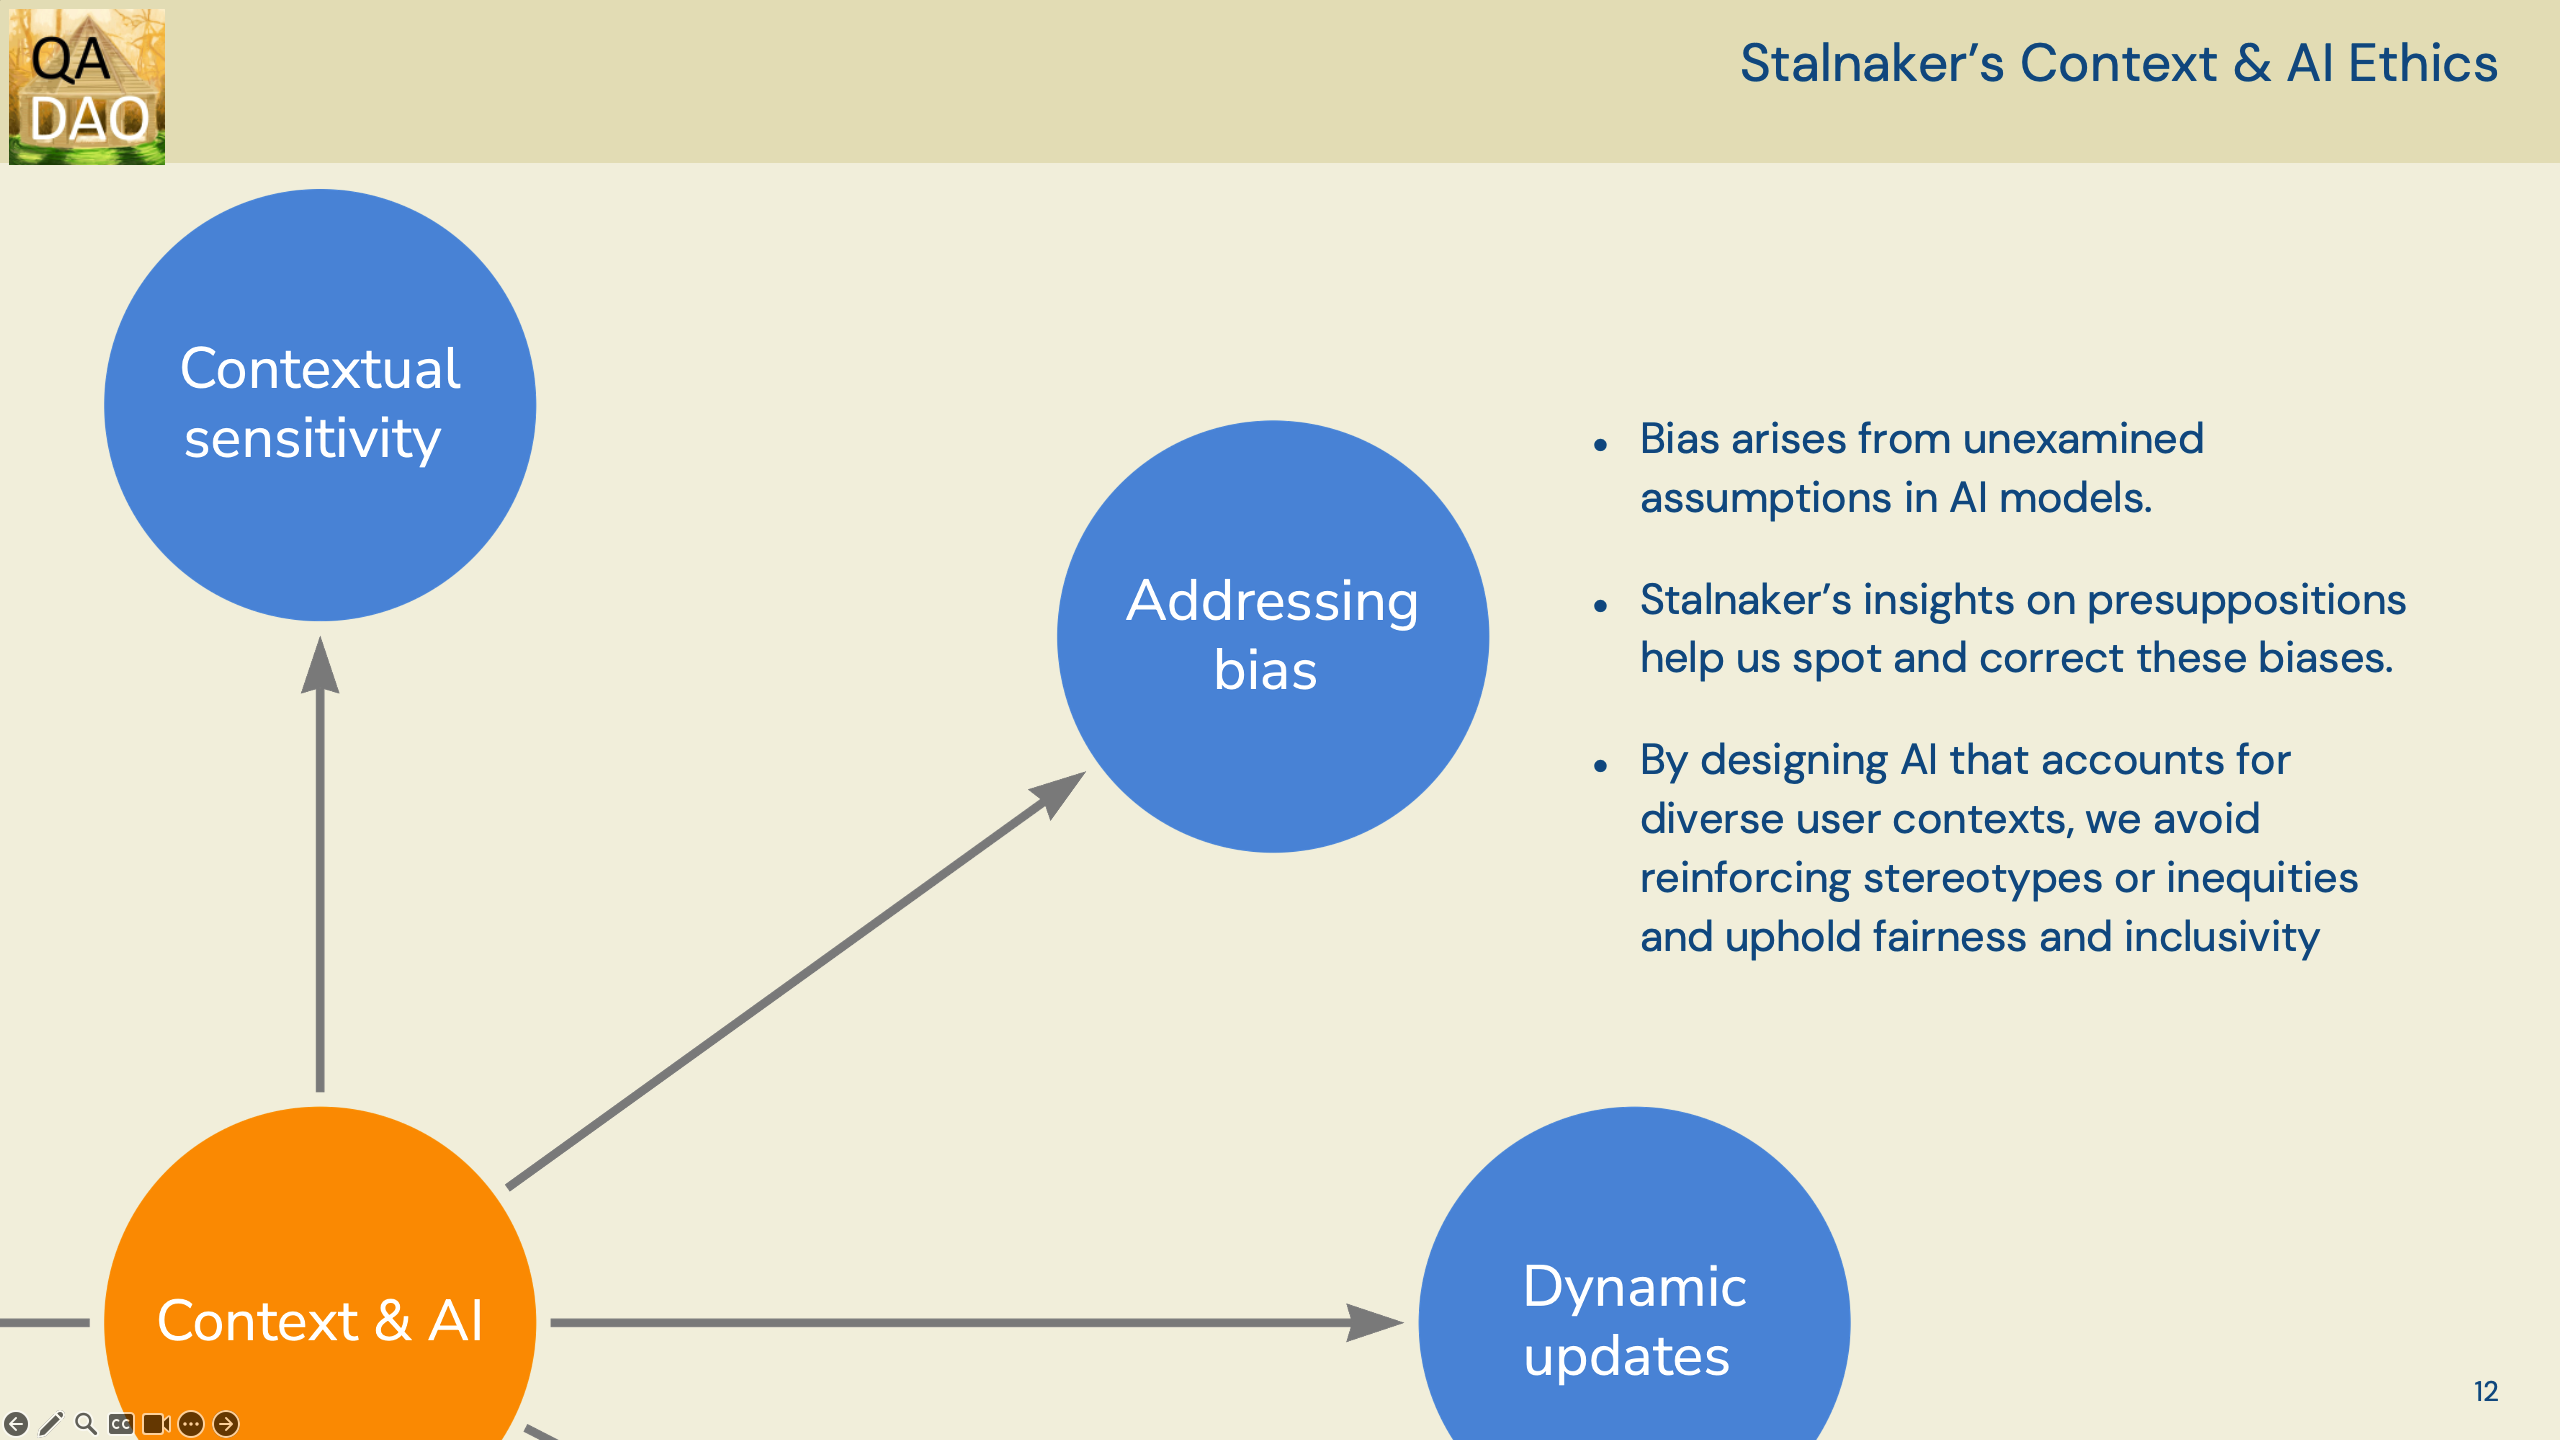 QA
DAO
Stalnaker’s Context & AI Ethics
Contextual
sensitivity
Addressing
bias
• Bias arises from unexamined
assumptions in AI models.
• Stalnaker’s insights on presuppositions
help us spot and correct these biases.
• By designing AI that accounts for
diverse user contexts, we avoid
reinforcing stereotypes or inequities
and uphold fairness and inclusivity
Context & AI
Dynamic
updates
CC
12